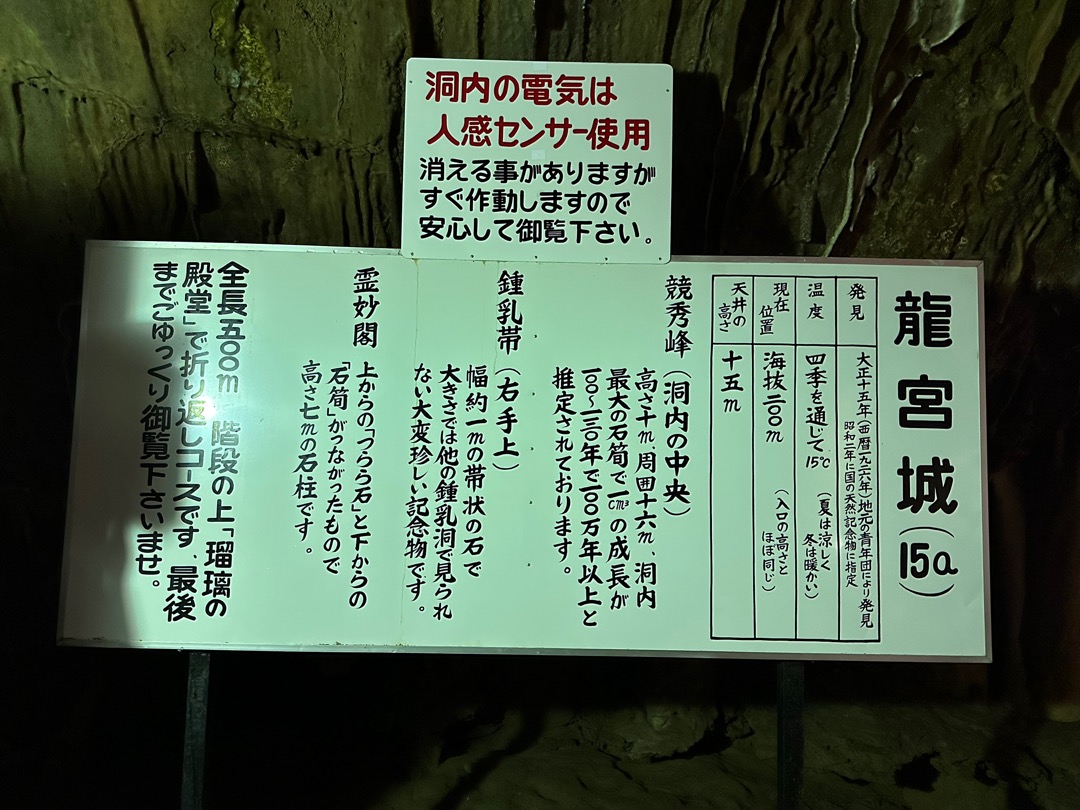 洞内の電気は
人感センサー使用
消える事がありますが
すぐ作動しますので
安心して御覧下さい。
龍宮城(15a)
発見
大正十五年(西暦一九二六年)地元の青年団により発見
昭和二年に国の天然記念物に指定
温度
四季を通じて15℃
(夏は涼しく
冬は暖かい)
現在
位置
海抜二〇〇m
(入口の高さと
ほぼ同じ)
天井の
高さ
十五m
競秀峰(洞内の中央)
高さ十m周囲十六m、洞内
最大の石筍で一cm³の成長が
一〇〇〜一三〇年で一〇〇万年以上と
推定されております。
鍾乳帯(右手上)
幅約一mの帯状の石で
大きさでは他の鍾乳洞で見られ
ない大変珍しい記念物です。
霊妙閣
上からの「つらら石」と下からの
「石筍」がつながったもので
高さ七mの石柱です。
全長五〇〇m 階段の上「瑠璃の
殿堂」で折り返しコースです、最後
までごゆっくり御覧下さいませ。